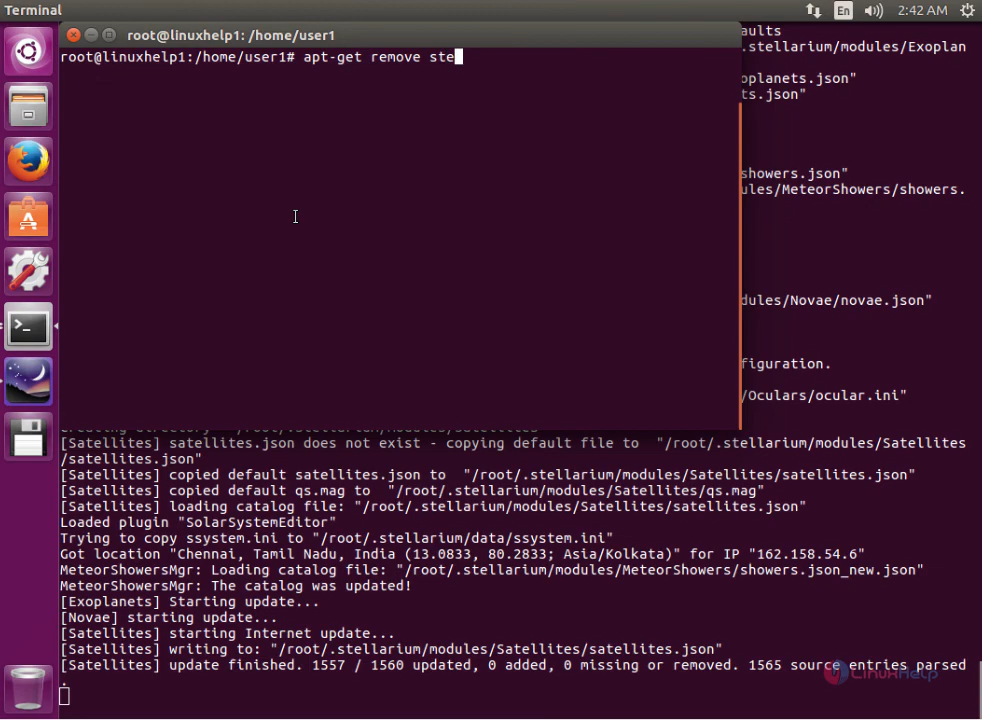 Terminal
En
2:42 AM
root@linuxhelp1: /home/user1
root@linuxhelp1:/home/user1# apt-get remove ste
aults
.stellarium/modules/Exoplan
oplanets.json"
ts.json"
showers.json"
ules/MeteorShowers/showers.
dules/Novae/novae.json"
figuration.
/Oculars/ocular.ini"
[Satellites] satellites.json does not exist - copying default file to  "/root/.stellarium/modules/Satellites
/satellites.json"
[Satellites] copied default satellites.json to  "/root/.stellarium/modules/Satellites/satellites.json"
[Satellites] copied default qs.mag to  "/root/.stellarium/modules/Satellites/qs.mag"
[Satellites] loading catalog file: "/root/.stellarium/modules/Satellites/satellites.json"
Loaded plugin "SolarSystemEditor"
Trying to copy ssystem.ini to "/root/.stellarium/data/ssystem.ini"
Got location "Chennai, Tamil Nadu, India (13.0833, 80.2833; Asia/Kolkata)" for IP "162.158.54.6"
MeteorShowersMgr: Loading catalog file: "/root/.stellarium/modules/MeteorShowers/showers.json_new.json"
MeteorShowersMgr: The catalog was updated!
[Exoplanets] Starting update...
[Novae] starting update...
[Satellites] starting Internet update...
[Satellites] writing to: "/root/.stellarium/modules/Satellites/satellites.json"
[Satellites] update finished. 1557 / 1560 updated, 0 added, 0 missing or removed. 1565 source entries parsed
.
LinuxHelp